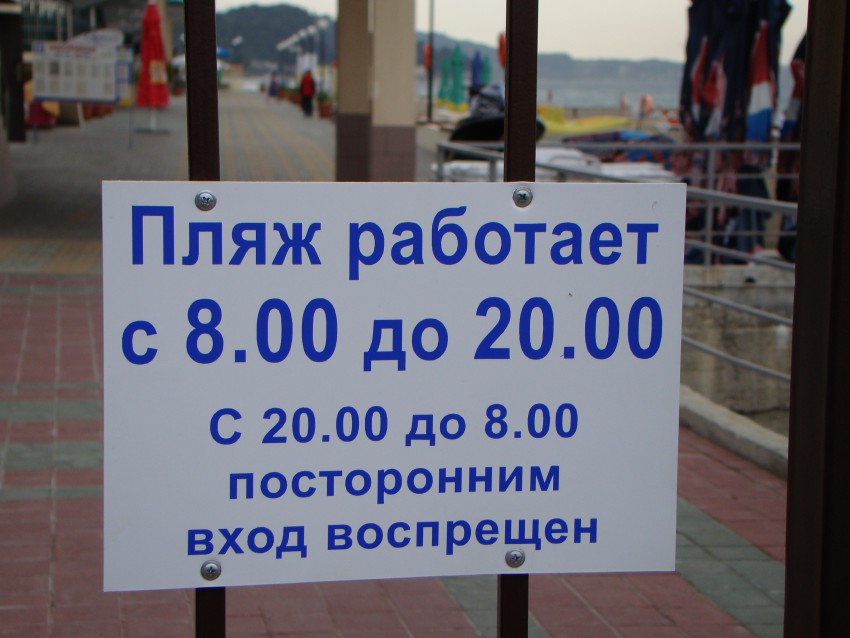 Пляж работает
с 8.00 до 20.00
С 20.00 до 8.00
посторонним
вход воспрещен